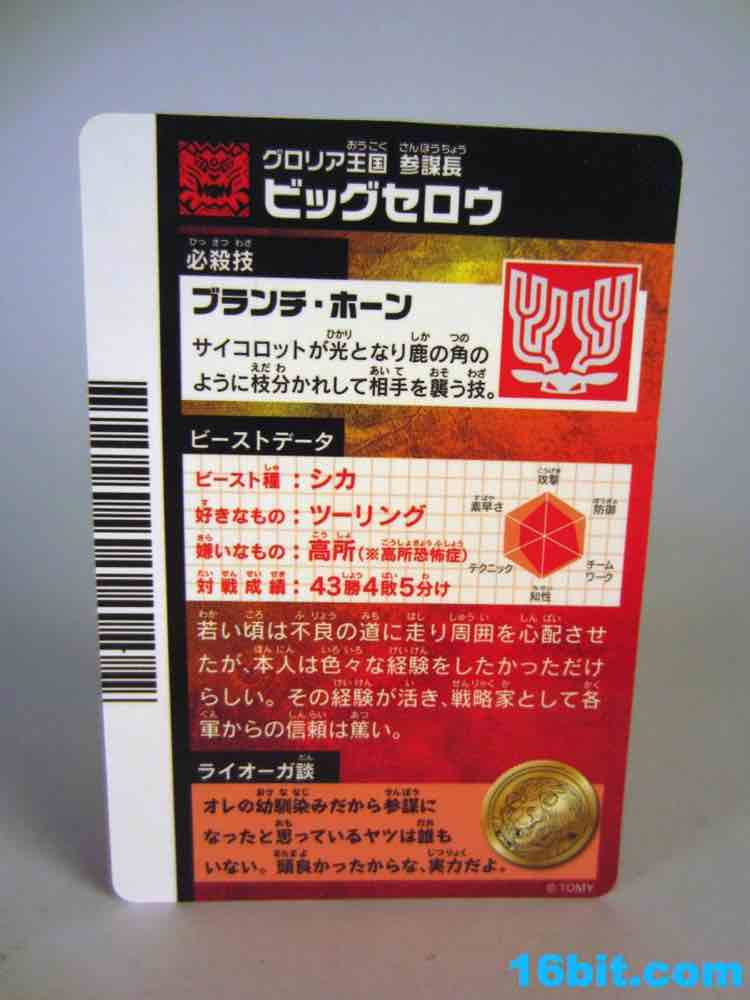 グロリア王国 参謀長
ビッグセロウ
必殺技
ブランチ・ホーン
サイコロットが光となり鹿の角の
ように枝分かれして相手を襲う技。
ビーストデータ
ビースト種：シカ
好きなもの：ツーリング
嫌いなもの：高所(※高所恐怖症)
対戦成績：43勝4敗5分け
攻撃
防御
チーム
ワーク
知性
テクニック
素早さ
若い頃は不良の道に走り周囲を心配させ
たが、本人は色々な経験をしたかっただけ
らしい。その経験が活き、戦略家として各
軍からの信頼は篤い。
ライオーガ談
オレの幼馴染みだから参謀に
なったと思っているヤツは誰も
いない。頭良かったからな、実力だよ。
© TOMY
16bit.com